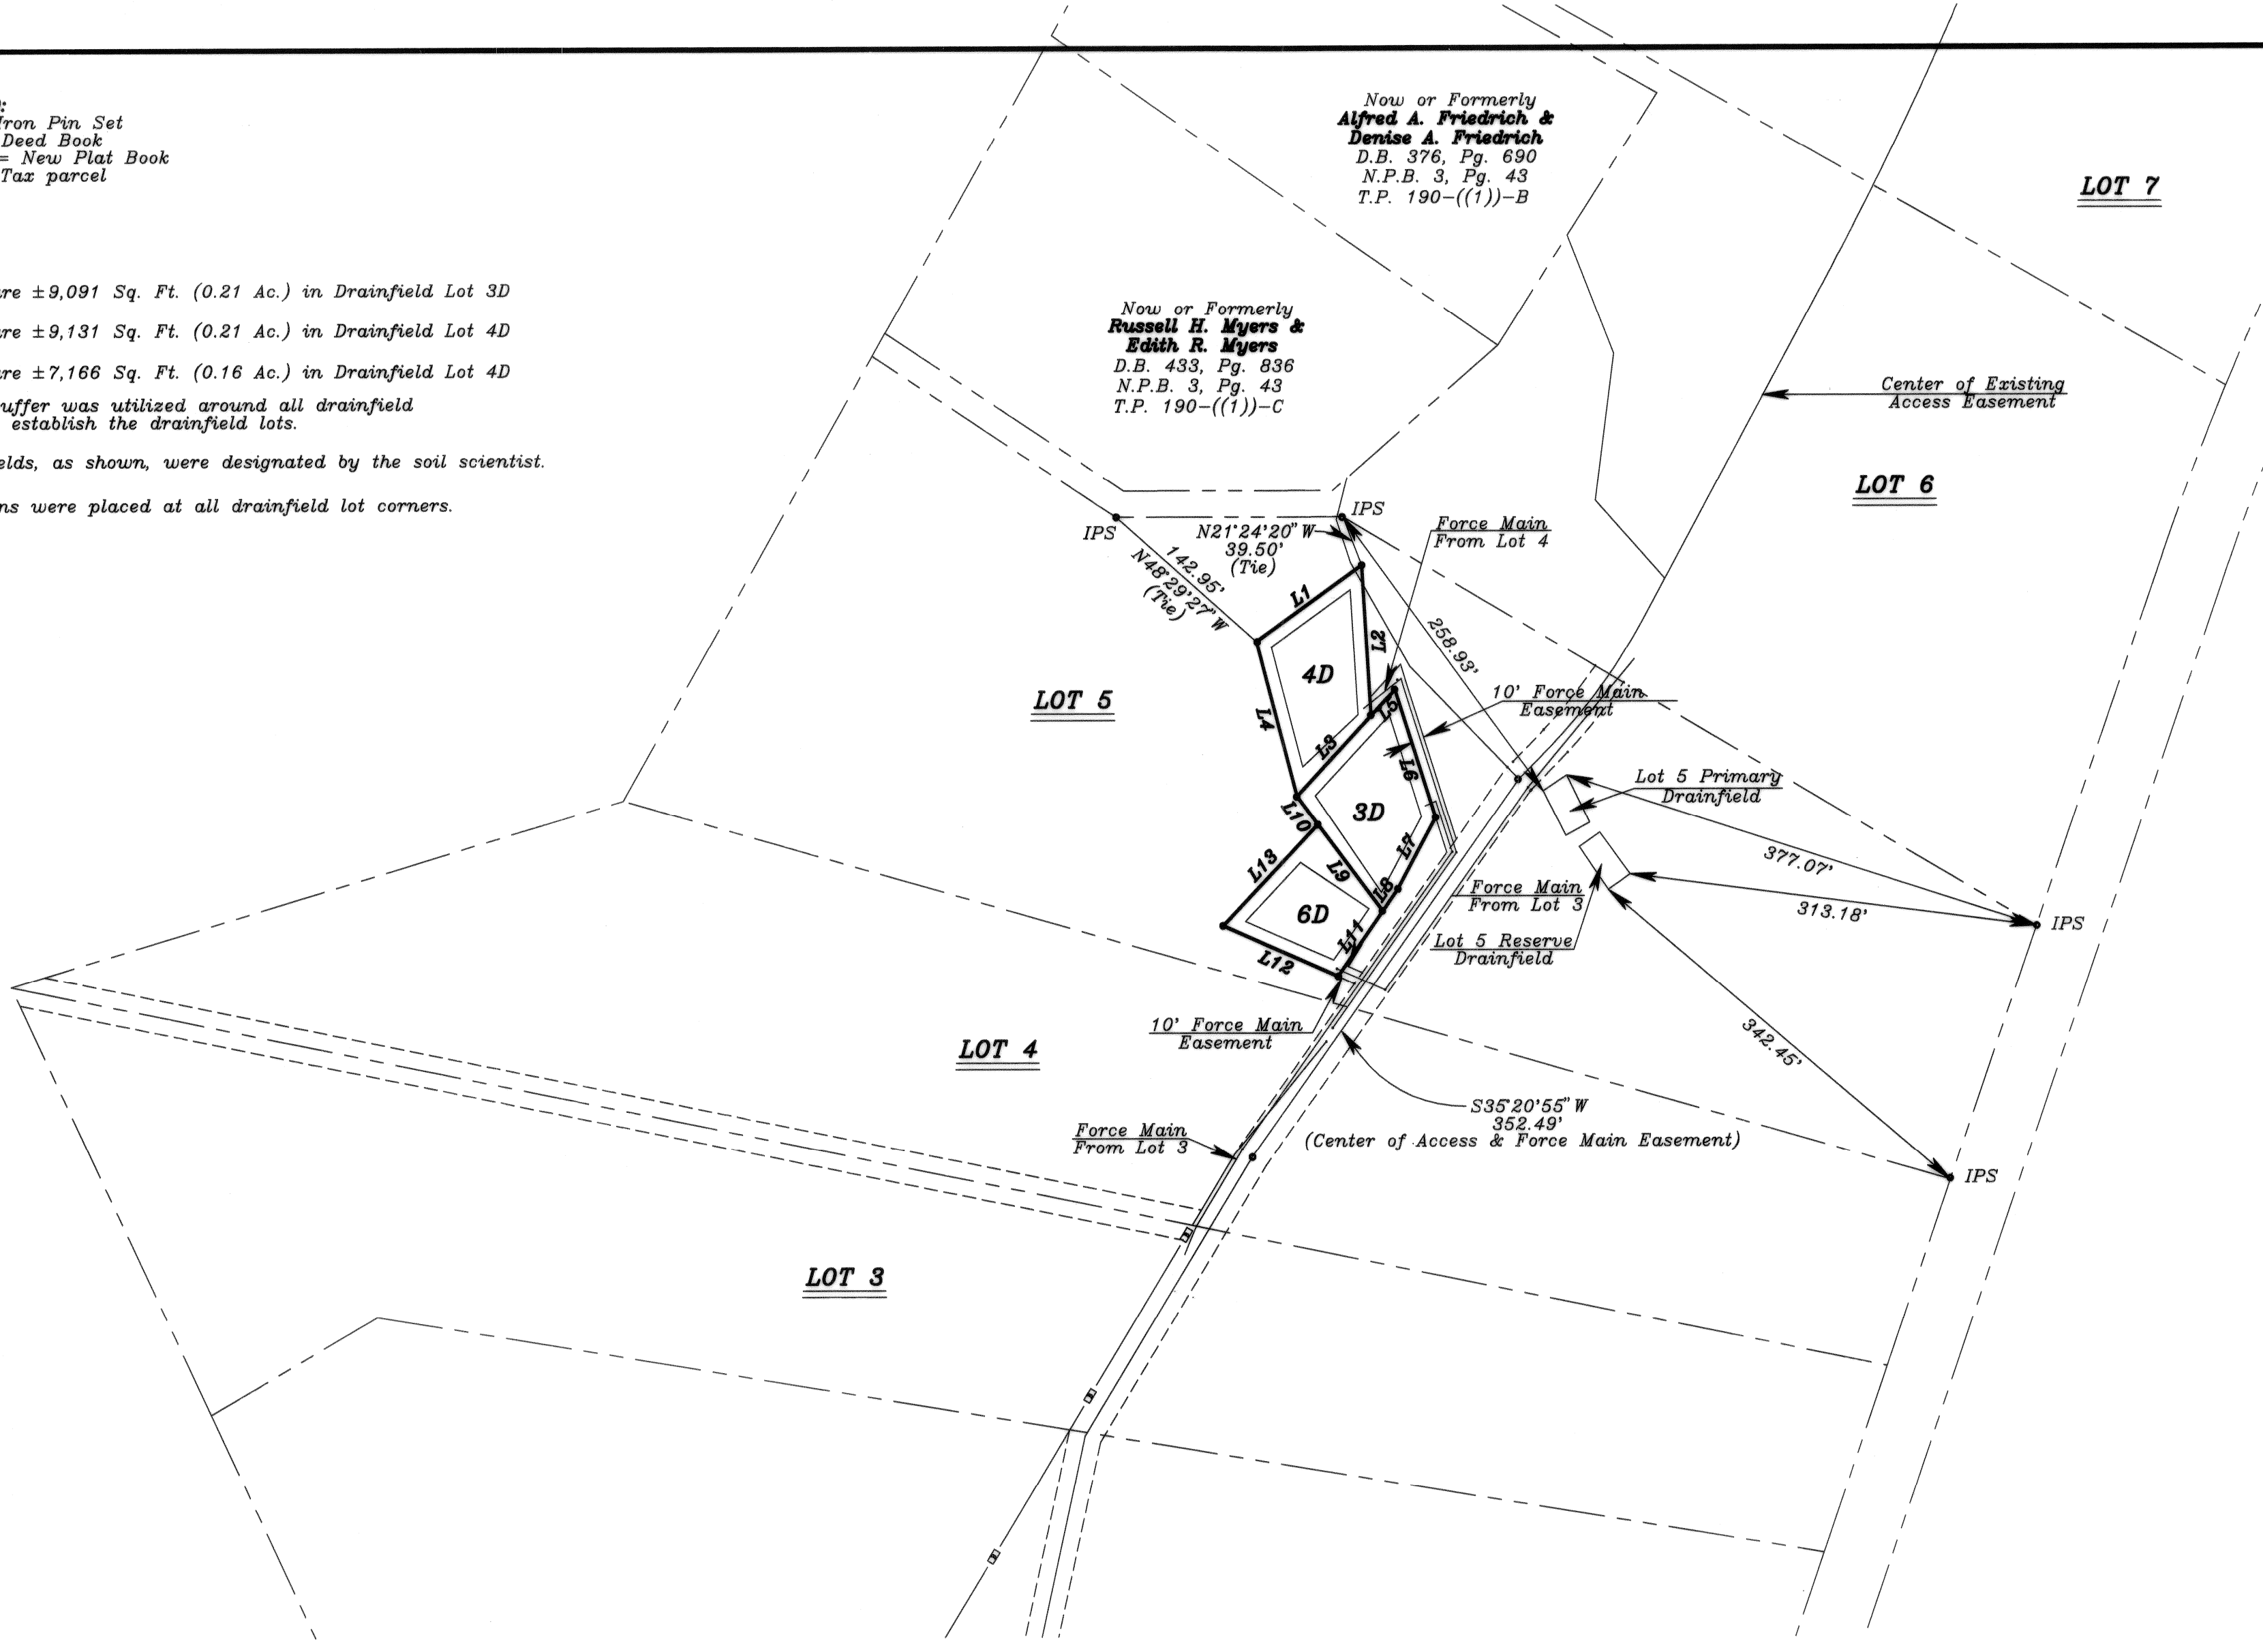 Iron Pin Set
Deed Book
= New Plat Book
Tax parcel
±9,091 Sq. Ft. (0.21 Ac.) in Drainfield Lot 3D
±9,131 Sq. Ft. (0.21 Ac.) in Drainfield Lot 4D
±7,166 Sq. Ft. (0.16 Ac.) in Drainfield Lot 4D
was utilized around all drainfield
establish the drainfield lots.
as shown, were designated by the soil scientist.
were placed at all drainfield lot corners.
Now or Formerly
Alfred A. Friedrich &
Denise A. Friedrich
D.B. 376, Pg. 690
N.P.B. 3, Pg. 43
T.P. 190-((1))-B
LOT 7
Now or Formerly
Russell H. Myers &
Edith R. Myers
D.B. 433, Pg. 836
N.P.B. 3, Pg. 43
T.P. 190-((1))-C
Center of Existing
Access Easement
LOT 6
IPS
IPS
N21°24'20"W
39.50'
(Tie)
142.95'
N48°29'27"W
(Tie)
Force Main
From Lot 4
258.93'
L1
L2
4D
L4
L3
L5
LOT 5
10' Force Main
Easement
L6
3D
L10
L7
L9
L8
L13
6D
L11
L12
Lot 5 Primary
Drainfield
377.07'
313.18'
IPS
Force Main
From Lot 3
Lot 5 Reserve
Drainfield
342.45'
10' Force Main
Easement
LOT 4
S35°20'55"W
352.49'
(Center of Access & Force Main Easement)
Force Main
From Lot 3
IPS
LOT 3